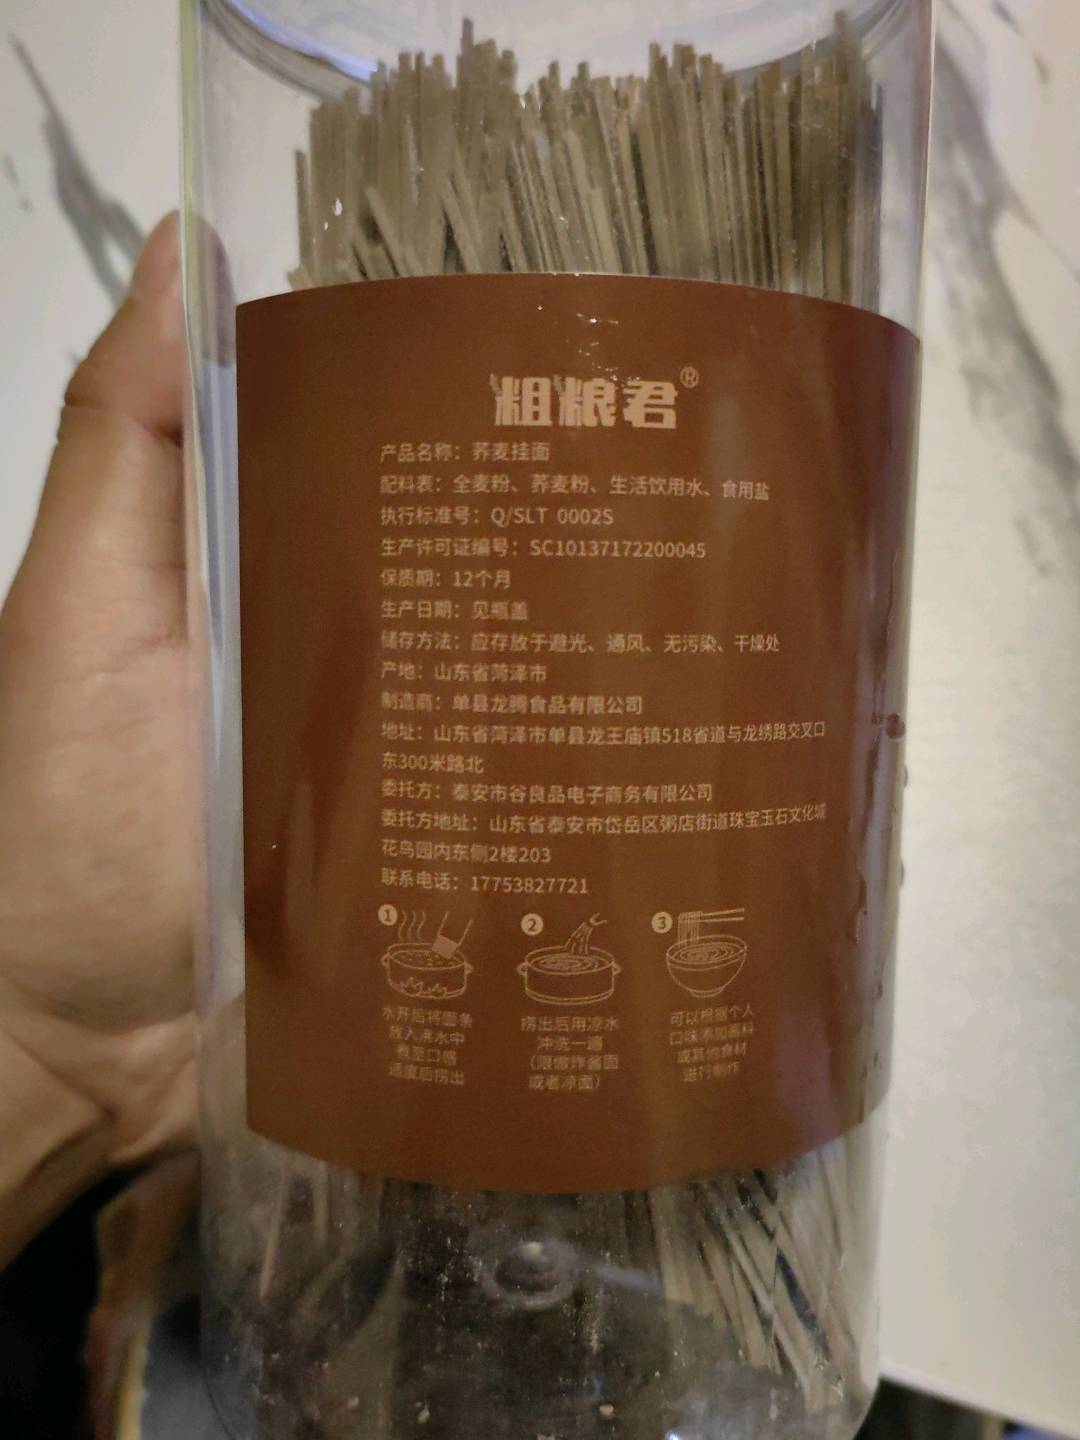 粗粮君®
产品名称：荞麦挂面
配料表：全麦粉、荞麦粉、生活饮用水、食用盐
执行标准号：Q/SLT 0002S
生产许可证编号：SC10137172200045
保质期：12个月
生产日期：见瓶盖
储存方法：应存放于避光、通风、无污染、干燥处
产地：山东省菏泽市
制造商：单县龙腾食品有限公司
地址：山东省菏泽市单县龙王庙镇518省道与龙绣路交叉口
东300米路北
委托方：泰安市谷良品电子商务有限公司
委托方地址：山东省泰安市岱岳区粥店街道珠宝玉石文化城
花鸟园内东侧2楼203
联系电话：17753827721
1
水开后将面条
放入沸水中
煮至口感
适度后捞出
2
捞出后用凉水
冲洗一遍
（限做炸酱面
或者凉面）
3
可以根据个人
口味添加酱料
或其他食材
进行制作